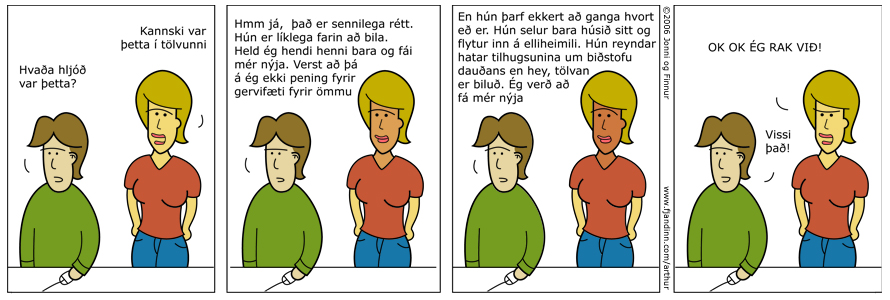 Kannski var
þetta í tölvunni
Hvaða hljóð
var þetta?
Hmm já,  það er sennilega rétt.
Hún er líklega farin að bila.
Held ég hendi henni bara og fái
mér nýja. Verst að þá
á ég ekki pening fyrir
gervifæti fyrir ömmu
En hún þarf ekkert að ganga hvort
eð er. Hún selur bara húsið sitt og
flytur inn á elliheimili. Hún reyndar
hatar tilhugsunina um biðstofu
dauðans en hey, tölvan
er biluð. Ég verð að
fá mér nýja
©2006 Jonni og Finnur
www.fjandinn.com/arthur
OK OK ÉG RAK VIÐ!
Vissi
það!